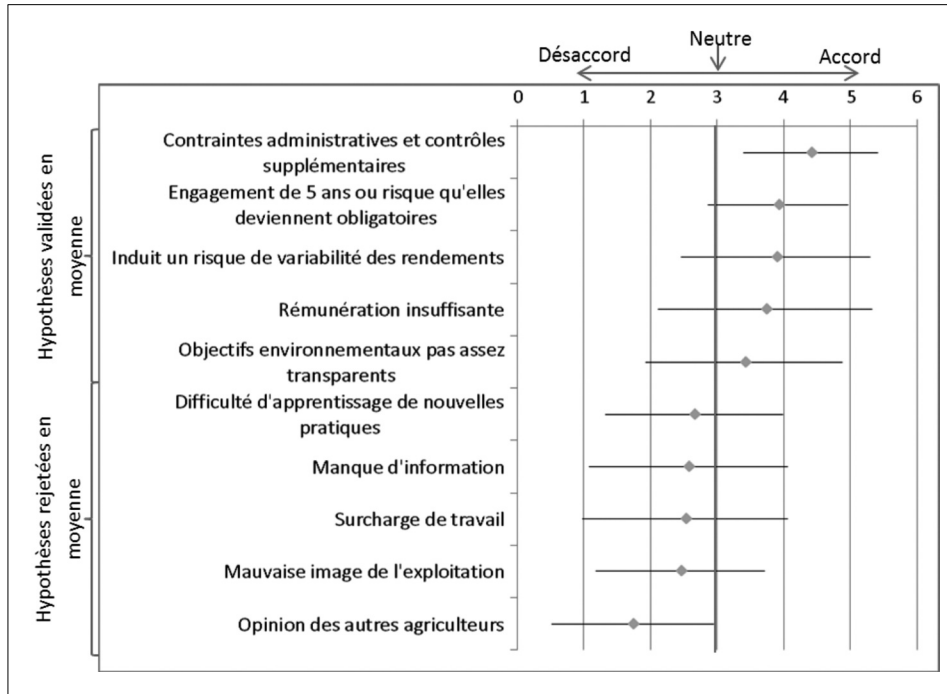 Neutre
Désaccord
Accord
0 1 2 3 4 5 6
Hypothèses validées en
moyenne
Contraintes administratives et contrôles
supplémentaires
Engagement de 5 ans ou risque qu'elles
deviennent obligatoires
Induit un risque de variabilité des rendements
Rémunération insuffisante
Objectifs environnementaux pas assez
transparents
Hypothèses rejetées en
moyenne
Difficulté d'apprentissage de nouvelles
pratiques
Manque d'information
Surcharge de travail
Mauvaise image de l'exploitation
Opinion des autres agriculteurs